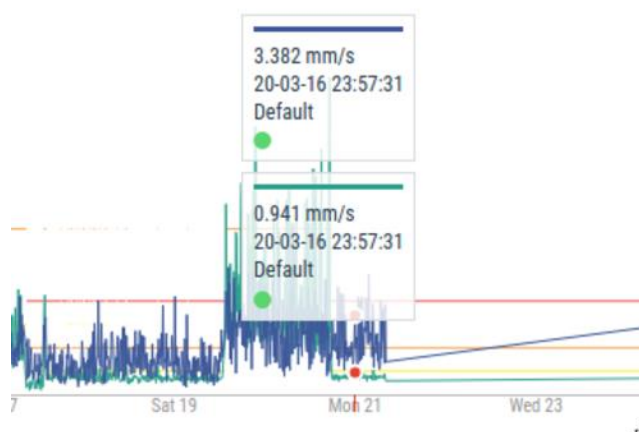 3.382 mm/s
20-03-16 23:57:31
Default
0.941 mm/s
20-03-16 23:57:31
Default
7
Sat 19
Mon 21
Wed 23